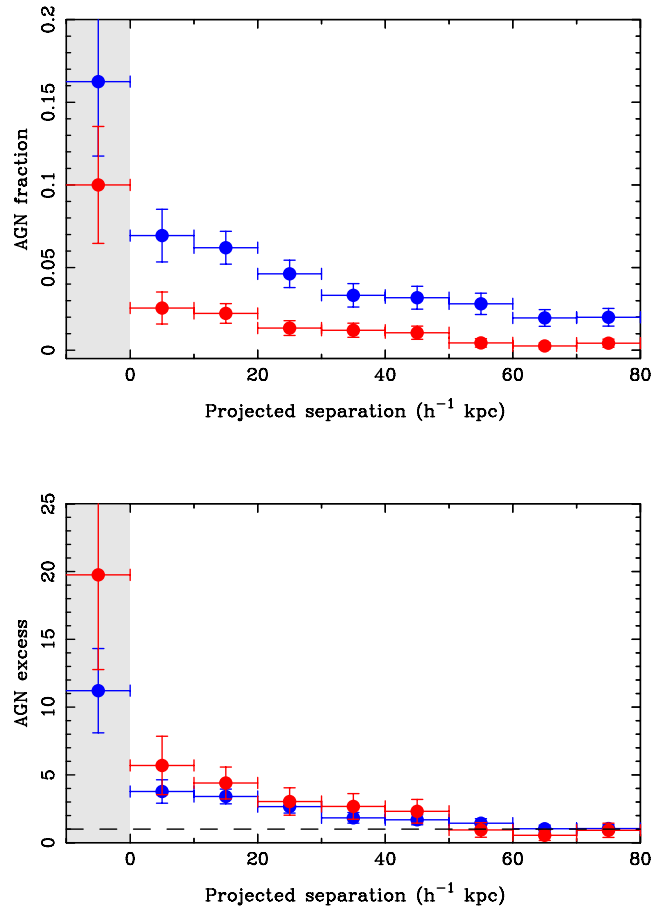 0.2
0.15
0.1
0.05
0
AGN fraction
0 20 40 60 80
Projected separation (h⁻¹ kpc)
25
20
15
10
5
0
AGN excess
0 20 40 60 80
Projected separation (h⁻¹ kpc)